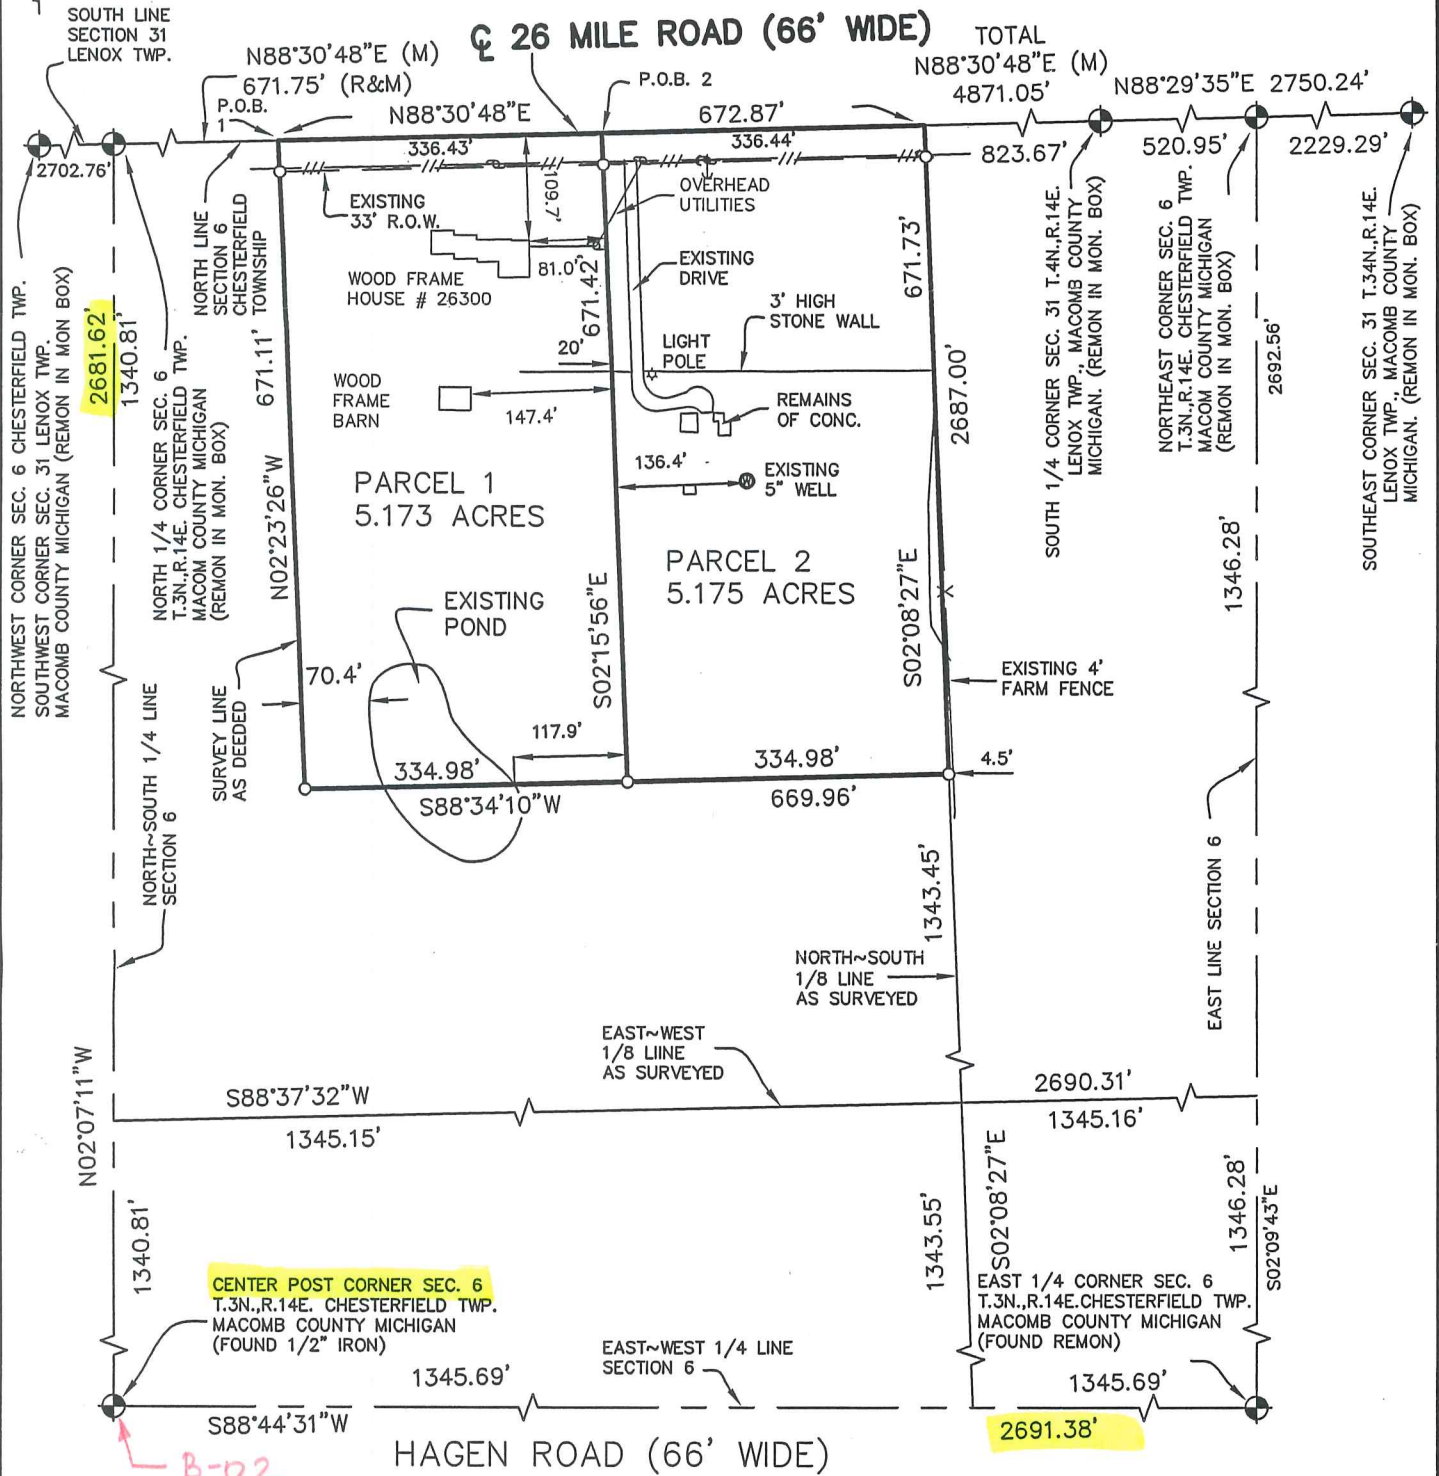 SOUTH LINE
SECTION 31
LENOX TWP.
℄ 26 MILE ROAD (66' WIDE)
N88°30'48"E (M)
671.75' (R&M)
P.O.B.
1
N88°30'48"E
P.O.B. 2
672.87'
TOTAL
N88°30'48"E (M)
4871.05'
N88°29'35"E 2750.24'
2702.76'
336.43'
336.44'
823.67'
520.95'
2229.29'
NORTHWEST CORNER SEC. 6 CHESTERFIELD TWP.
SOUTHWEST CORNER SEC. 31 LENOX TWP.
MACOMB COUNTY MICHIGAN (REMON IN MON BOX)
2681.62'
1340.81'
NORTH 1/4 CORNER SEC. 6
T.3N.,R.14E. CHESTERFIELD TWP.
MACOM COUNTY MICHIGAN
(REMON IN MON. BOX)
NORTH LINE
SECTION 6
CHESTERFIELD
TOWNSHIP
671.11'
N02°23'26"W
EXISTING
33' R.O.W.
109.7'
OVERHEAD
UTILITIES
WOOD FRAME
HOUSE # 26300
81.0'
671.42'
EXISTING
DRIVE
3' HIGH
STONE WALL
671.73'
2687.00'
20'
LIGHT
POLE
WOOD
FRAME
BARN
147.4'
REMAINS
OF CONC.
136.4'
EXISTING
5" WELL
W
PARCEL 1
5.173 ACRES
PARCEL 2
5.175 ACRES
S02°15'56"E
S02°08'27"E
SOUTH 1/4 CORNER SEC. 31 T.4N.,R.14E.
LENOX TWP., MACOMB COUNTY
MICHIGAN. (REMON IN MON. BOX)
NORTHEAST CORNER SEC. 6
T.3N.,R.14E. CHESTERFIELD TWP.
MACOM COUNTY MICHIGAN
(REMON IN MON. BOX)
2692.56'
1346.28'
SOUTHEAST CORNER SEC. 31 T.34N.,R.14E.
LENOX TWP., MACOMB COUNTY
MICHIGAN. (REMON IN MON. BOX)
EXISTING
POND
70.4'
SURVEY LINE
AS DEEDED
NORTH~SOUTH 1/4 LINE
SECTION 6
EXISTING 4'
FARM FENCE
117.9'
334.98'
334.98'
4.5'
S88°34'10"W
669.96'
1343.45'
NORTH~SOUTH
1/8 LINE
AS SURVEYED
EAST LINE SECTION 6
EAST~WEST
1/8 LIINE
AS SURVEYED
N02°07'11"W
S88°37'32"W
1345.15'
2690.31'
1345.16'
1340.81'
1343.55'
S02°08'27"E
1346.28'
S02°09'43"E
CENTER POST CORNER SEC. 6
T.3N.,R.14E. CHESTERFIELD TWP.
MACOMB COUNTY MICHIGAN
(FOUND 1/2" IRON)
EAST 1/4 CORNER SEC. 6
T.3N.,R.14E.CHESTERFIELD TWP.
MACOMB COUNTY MICHIGAN
(FOUND REMON)
EAST~WEST 1/4 LINE
SECTION 6
1345.69'
1345.69'
S88°44'31"W
2691.38'
HAGEN ROAD (66' WIDE)